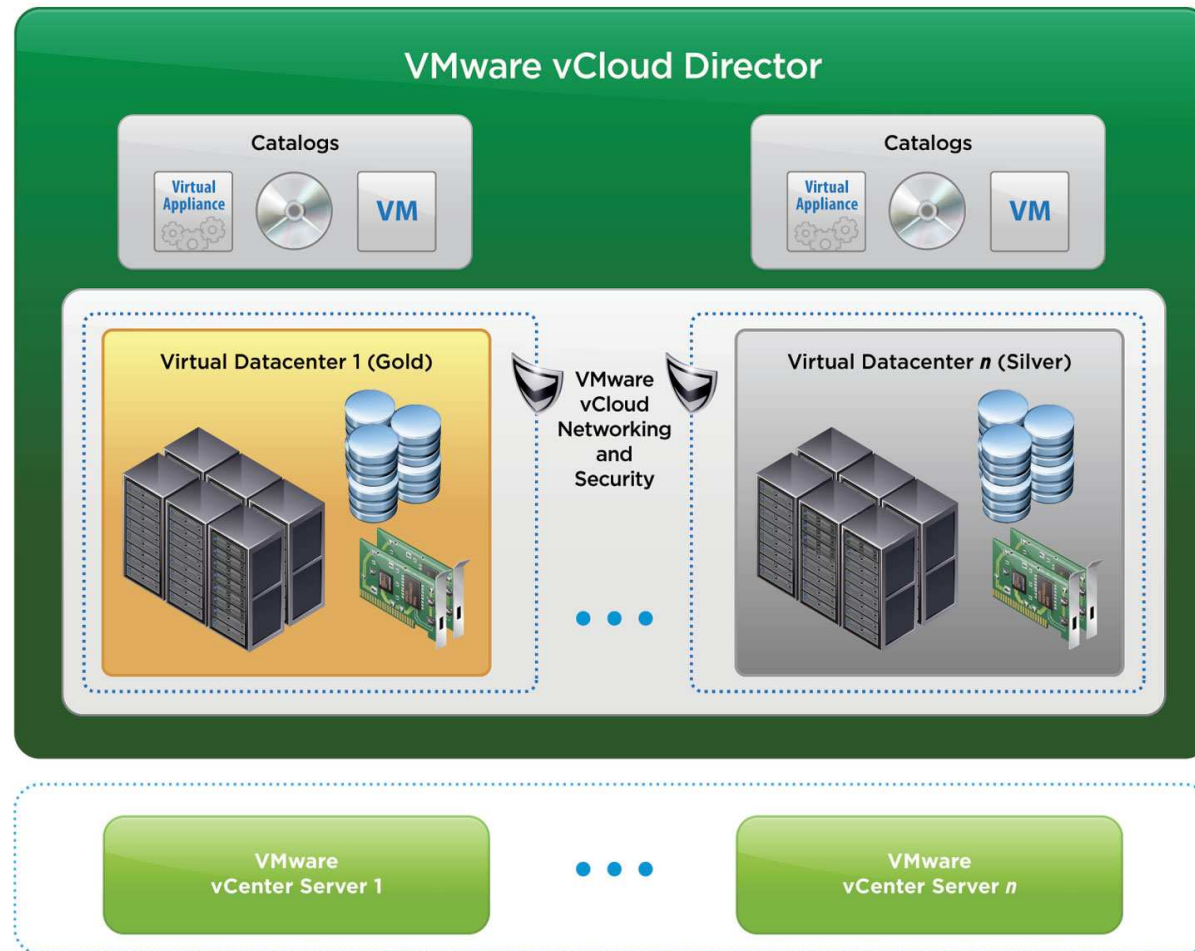 VMware vCloud Director
Catalogs
Virtual
Appliance
VM
Catalogs
Virtual
Appliance
VM
Virtual Datacenter 1 (Gold)
VMware
vCloud
Networking
and
Security
Virtual Datacenter n (Silver)
VMware
vCenter Server 1
VMware
vCenter Server n